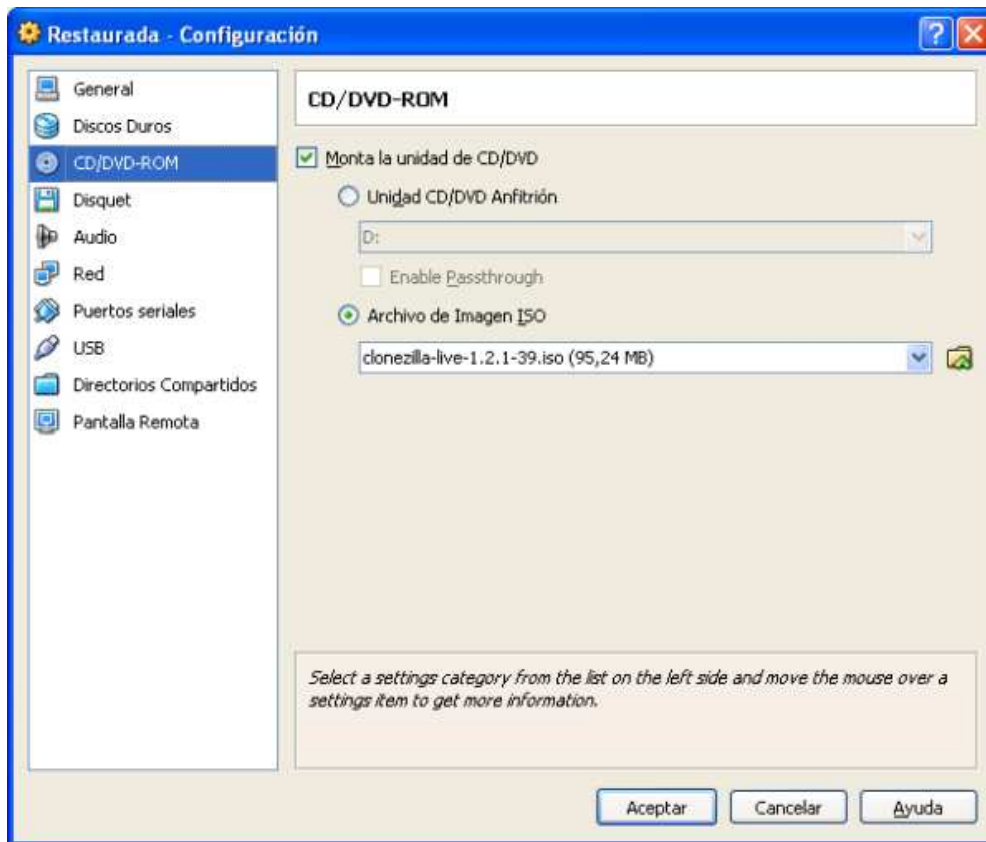 Restaurada - Configuración
General
Discos Duros
CD/DVD-ROM
Disquet
Audio
Red
Puertos seriales
USB
Directorios Compartidos
Pantalla Remota
CD/DVD-ROM
Monta la unidad de CD/DVD
Unidad CD/DVD Anfitrión
D:
Enable Passthrough
Archivo de Imagen ISO
clonezilla-live-1.2.1-39.iso (95,24 MB)
Select a settings category from the list on the left side and move the mouse over a
settings item to get more information.
Aceptar
Cancelar
Ayuda